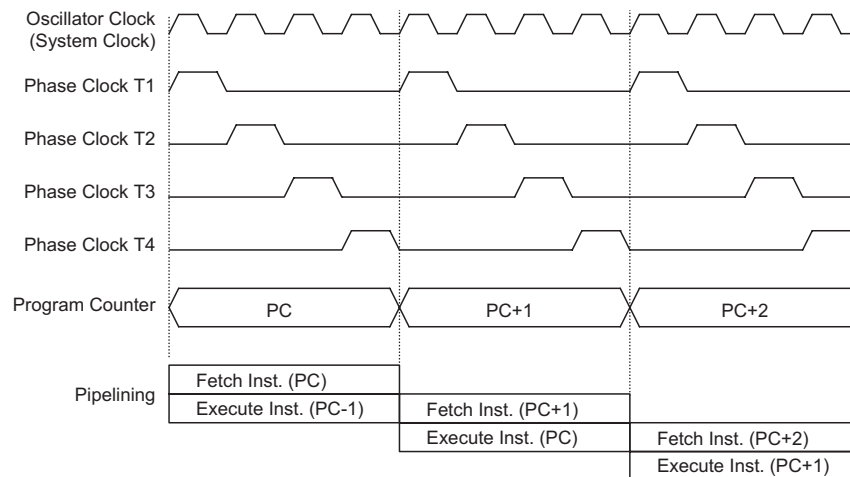 Oscillator Clock
(System Clock)
Phase Clock T1
Phase Clock T2
Phase Clock T3
Phase Clock T4
Program Counter
PC
PC+1
PC+2
Pipelining
Fetch Inst. (PC)
Execute Inst. (PC-1)
Fetch Inst. (PC+1)
Execute Inst. (PC)
Fetch Inst. (PC+2)
Execute Inst. (PC+1)